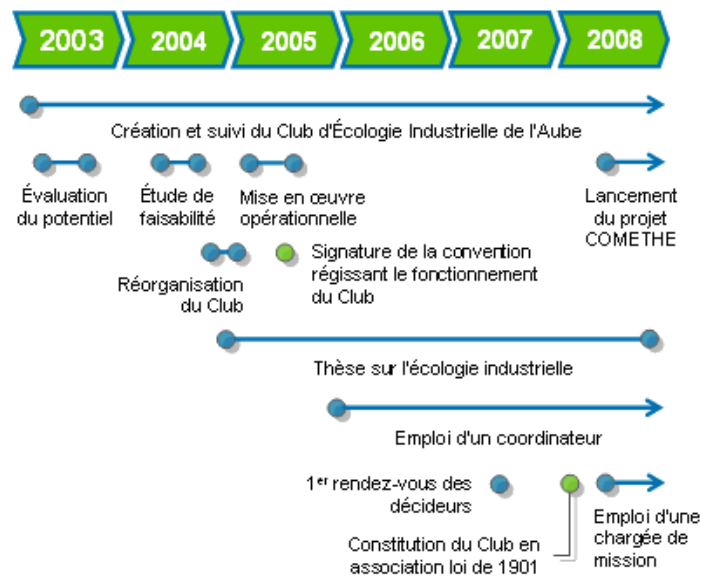 2003 2004 2005 2006 2007 2008
Création et suivi du Club d'Écologie Industrielle de l'Aube
Évaluation
du potentiel
Étude de
faisabilité
Mise en œuvre
opérationnelle
Lancement
du projet
COMETHE
Réorganisation
du Club
Signature de la convention
régissant le fonctionnement
du Club
Thèse sur l'écologie industrielle
Emploi d'un coordinateur
1er rendez-vous des
décideurs
Constitution du Club en
association loi de 1901
Emploi d'une
chargée de
mission